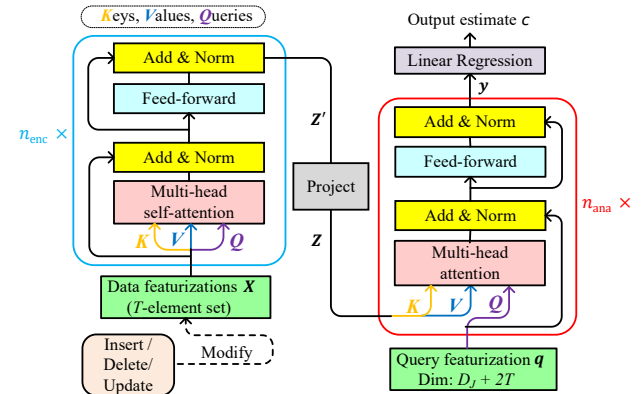 Keys, Values, Queries
Add & Norm
Feed-forward
n_enc ×
Add & Norm
Multi-head
self-attention
K V Q
Data featurizations X
(T-element set)
Insert /
Delete/
Update
Modify
Z'
Project
Z
Output estimate c
Linear Regression
y
Add & Norm
Feed-forward
n_ana ×
Add & Norm
Multi-head
attention
K V Q
Query featurization q
Dim: D_J + 2T